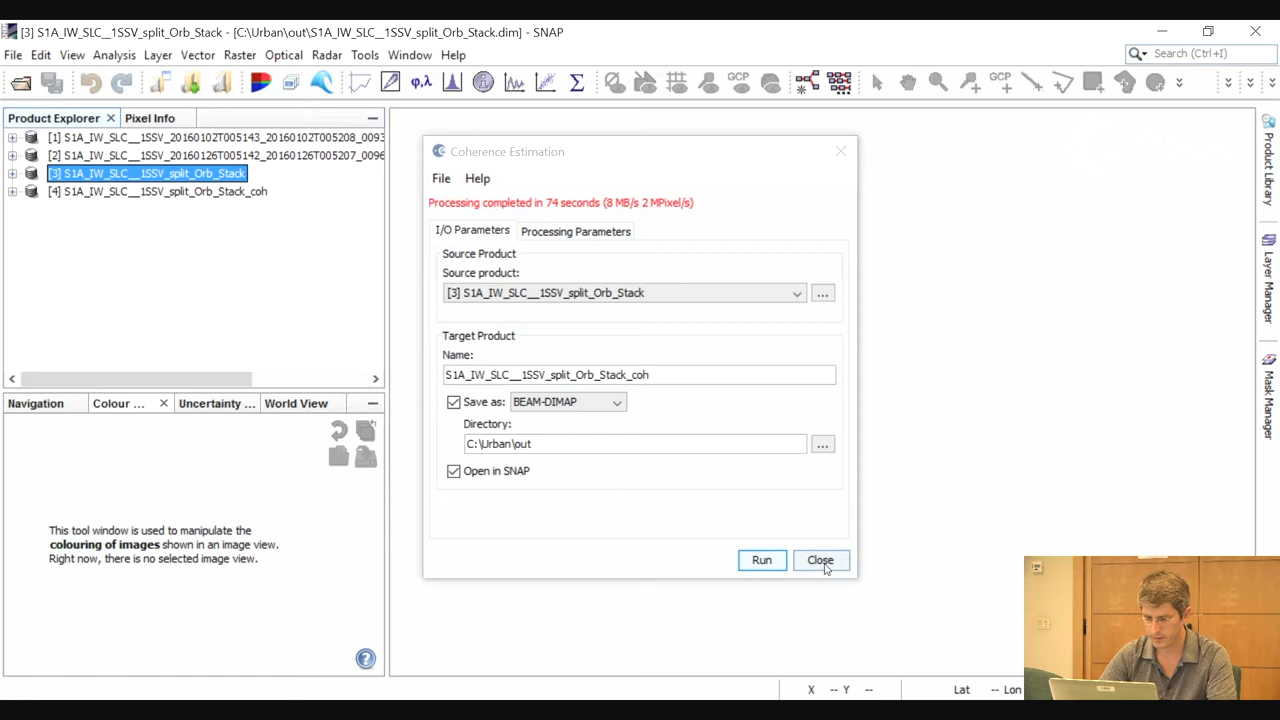 [3] S1A_IW_SLC__1SSV_split_Orb_Stack - [C:\Urban\out\S1A_IW_SLC__1SSV_split_Orb_Stack.dim] - SNAP
File Edit View Analysis Layer Vector Raster Optical Radar Tools Window Help
Search (Ctrl+I)
φ,λ GCP Σ GCP
Product Explorer Pixel Info
[1] S1A_IW_SLC__1SSV_20160102T005143_20160102T005208_0093
[2] S1A_IW_SLC__1SSV_20160126T005142_20160126T005207_0096
[3] S1A_IW_SLC__1SSV_split_Orb_Stack
[4] S1A_IW_SLC__1SSV_split_Orb_Stack_coh
Navigation Colour ... Uncertainty ... World View
This tool window is used to manipulate the
colouring of images shown in an image view.
Right now, there is no selected image view.
Coherence Estimation
File Help
Processing completed in 74 seconds (8 MB/s 2 MPixel/s)
I/O Parameters Processing Parameters
Source Product
Source product:
[3] S1A_IW_SLC__1SSV_split_Orb_Stack ...
Target Product
Name:
S1A_IW_SLC__1SSV_split_Orb_Stack_coh
Save as: BEAM-DIMAP
Directory:
C:\Urban\out ...
Open in SNAP
Run Close
Product Library
Layer Manager
Mask Manager
X -- Y -- Lat -- Lon